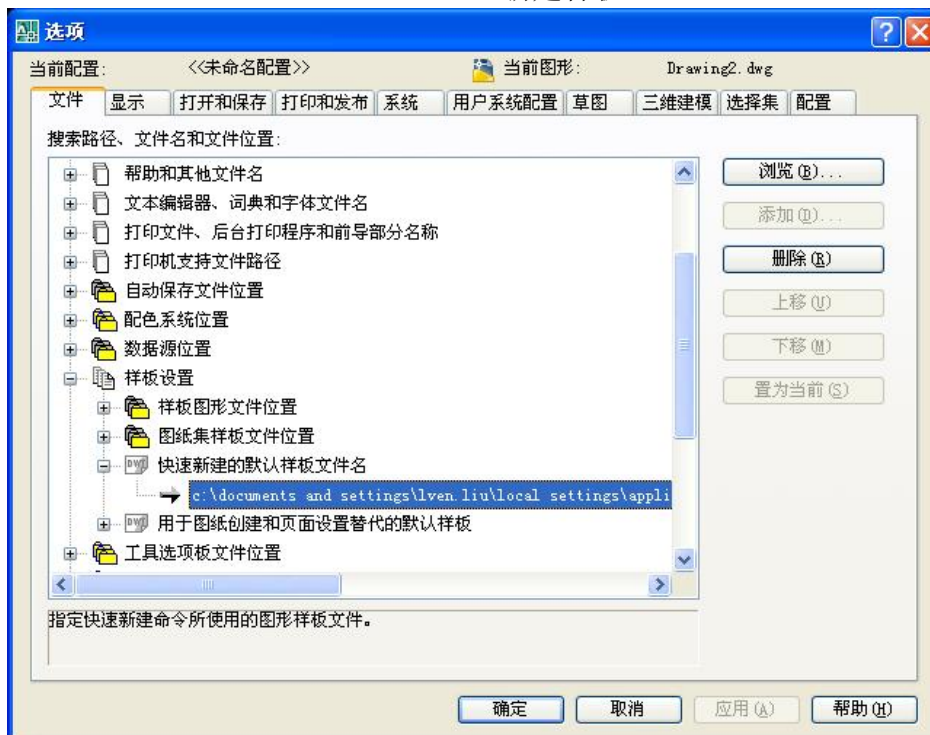 选项
当前配置: <<未命名配置>> 当前图形: Drawing2.dwg
文件 显示 打开和保存 打印和发布 系统 用户系统配置 草图 三维建模 选择集 配置
搜索路径、文件名和文件位置:
帮助和其他文件名
文本编辑器、词典和字体文件名
打印文件、后台打印程序和前导部分名称
打印机支持文件路径
自动保存文件位置
配色系统位置
数据源位置
样板设置
样板图形文件位置
图纸集样板文件位置
快速新建的默认样板文件名
c:\documents and settings\lven.liu\local settings\appli
用于图纸创建和页面设置替代的默认样板
工具选项板文件位置
浏览(B)...
添加(D)...
删除(R)
上移(U)
下移(M)
置为当前(S)
指定快速新建命令所使用的图形样板文件。
确定 取消 应用(A) 帮助(H)